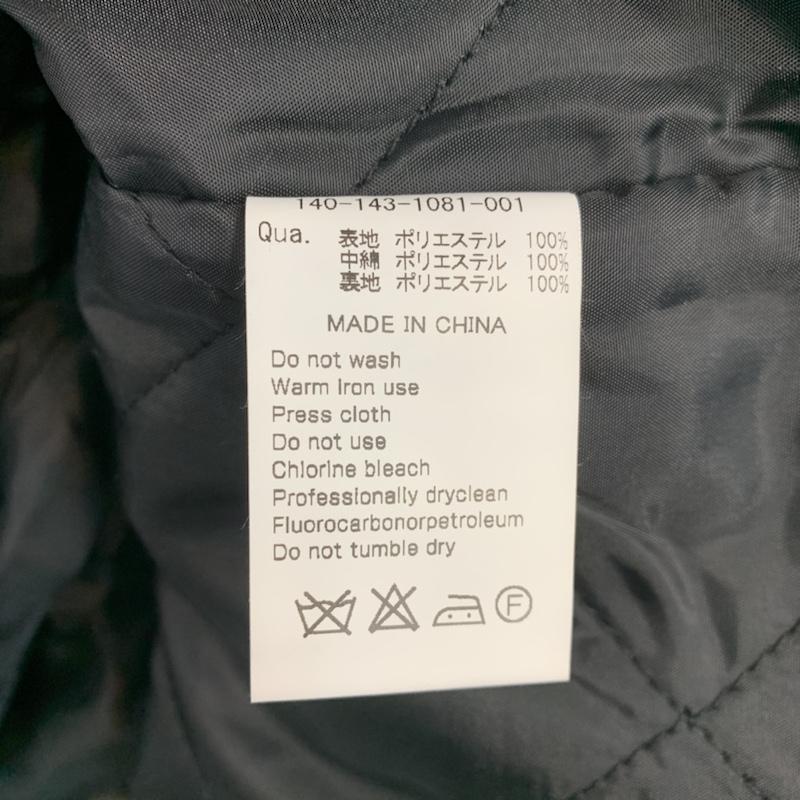 140-143-1081-001
Qua. 表地 ポリエステル 100%
中綿 ポリエステル 100%
裏地 ポリエステル 100%
MADE IN CHINA
Do not wash
Warm Iron use
Press cloth
Do not use
Chlorine bleach
Professionally dryclean
Fluorocarbonorpetroleum
Do not tumble dry
F